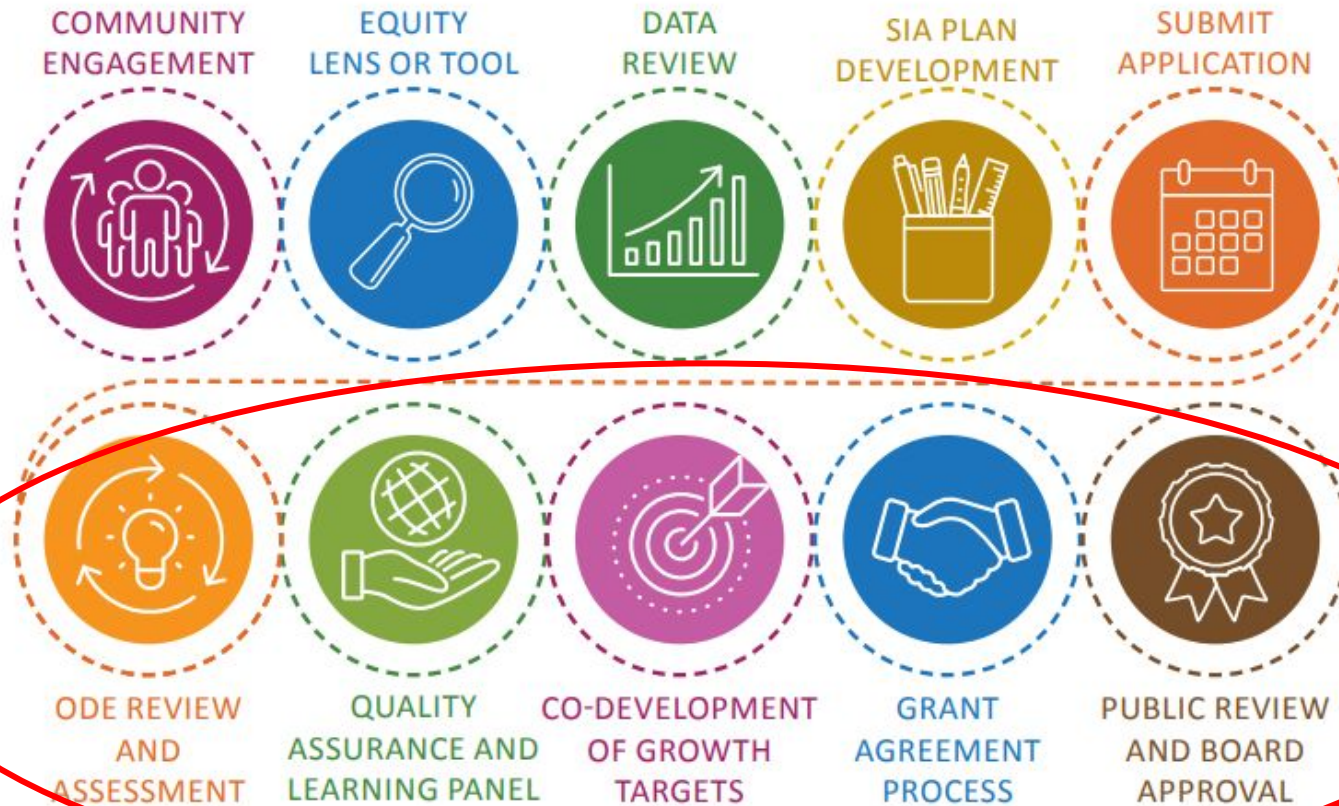 COMMUNITY
ENGAGEMENT
EQUITY
LENS OR TOOL
DATA
REVIEW
SIA PLAN
DEVELOPMENT
SUBMIT
APPLICATION
ODE REVIEW
AND
ASSESSMENT
QUALITY
ASSURANCE AND
LEARNING PANEL
CO-DEVELOPMENT
OF GROWTH
TARGETS
GRANT
AGREEMENT
PROCESS
PUBLIC REVIEW
AND BOARD
APPROVAL